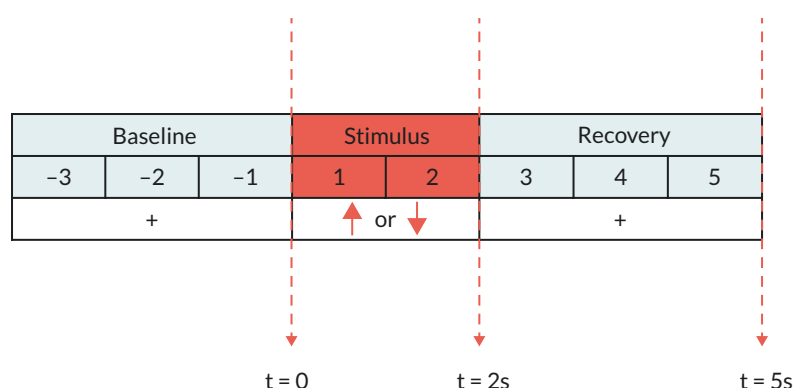 Baseline Stimulus Recovery
−3 −2 −1 1 2 3 4 5
+ or +
t = 0 t = 2s t = 5s